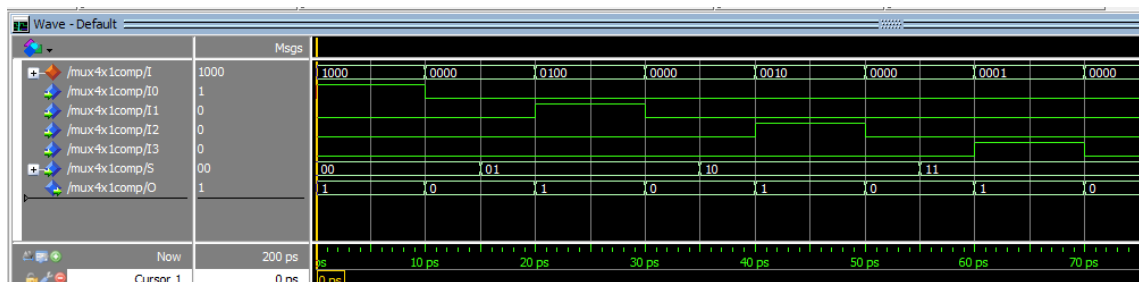 Wave - Default
Msgs
/mux4x1comp/I 1000 1000 0000 0100 0000 0010 0000 0001 0000
/mux4x1comp/I0 1
/mux4x1comp/I1 0
/mux4x1comp/I2 0
/mux4x1comp/I3 0
/mux4x1comp/S 00 00 01 10 11
/mux4x1comp/O 1 1 0 1 0 1 0 1 0
Now 200 ps ps 10 ps 20 ps 30 ps 40 ps 50 ps 60 ps 70 ps
Cursor 1 0 ps 0 ps